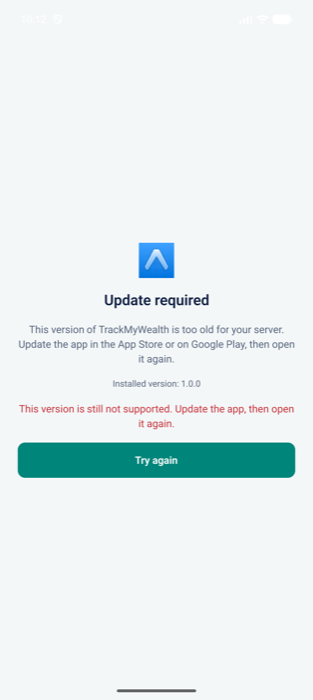 Update required
This version of TrackMyWealth is too old for your server.
Update the app in the App Store or on Google Play, then open
it again.
Installed version: 1.0.0
This version is still not supported. Update the app, then open
it again.
Try again